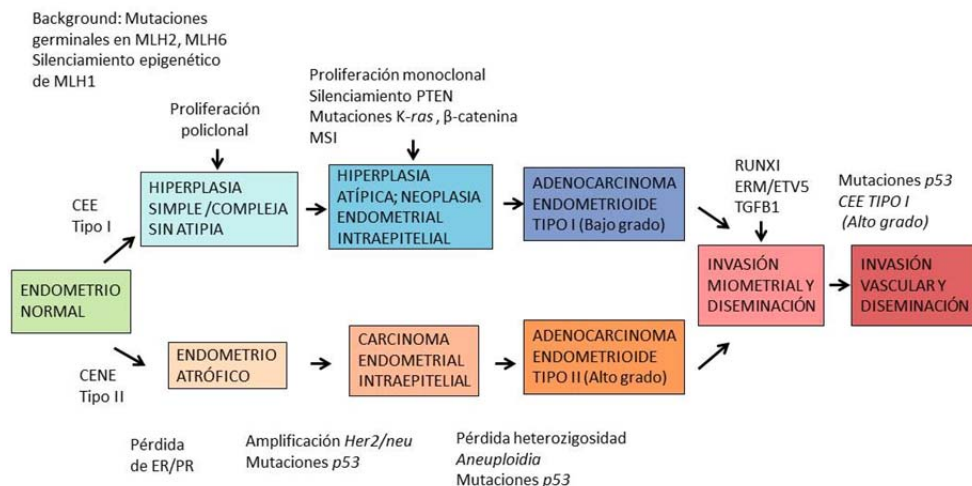 Background: Mutaciones
germinales en MLH2, MLH6
Silenciamiento epigenético
de MLH1
Proliferación
policlonal
Proliferación monoclonal
Silenciamiento PTEN
Mutaciones K-ras , β-catenina
MSI
CEE
Tipo I
HIPERPLASIA
SIMPLE /COMPLEJA
SIN ATIPIA
HIPERPLASIA
ATÍPICA; NEOPLASIA
ENDOMETRIAL
INTRAEPITELIAL
ADENOCARCINOMA
ENDOMETRIOIDE
TIPO I (Bajo grado)
RUNXI
ERM/ETV5
TGFB1
Mutaciones p53
CEE TIPO I
(Alto grado)
ENDOMETRIO
NORMAL
INVASIÓN
MIOMETRIAL Y
DISEMINACIÓN
INVASIÓN
VASCULAR Y
DISEMINACIÓN
CENE
Tipo II
ENDOMETRIO
ATRÓFICO
CARCINOMA
ENDOMETRIAL
INTRAEPITELIAL
ADENOCARCINOMA
ENDOMETRIOIDE
TIPO II (Alto grado)
Pérdida
de ER/PR
Amplificación Her2/neu
Mutaciones p53
Pérdida heterozigosidad
Aneuploidia
Mutaciones p53